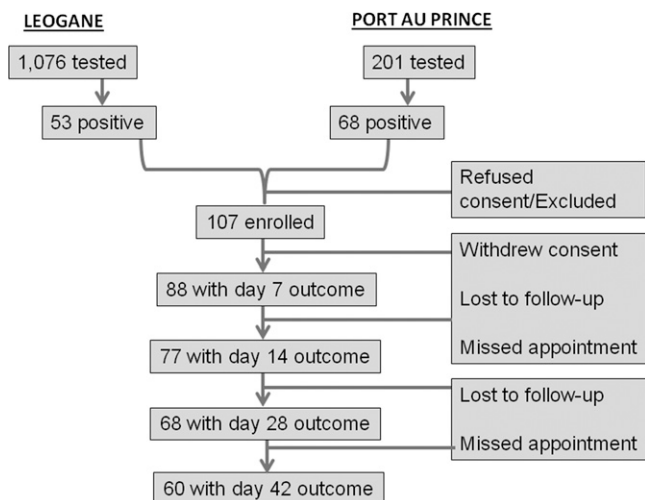 LEOGANE
PORT AU PRINCE
1,076 tested
201 tested
53 positive
68 positive
Refused
consent/Excluded
107 enrolled
Withdrew consent
88 with day 7 outcome
Lost to follow-up
Missed appointment
77 with day 14 outcome
Lost to follow-up
68 with day 28 outcome
Missed appointment
60 with day 42 outcome